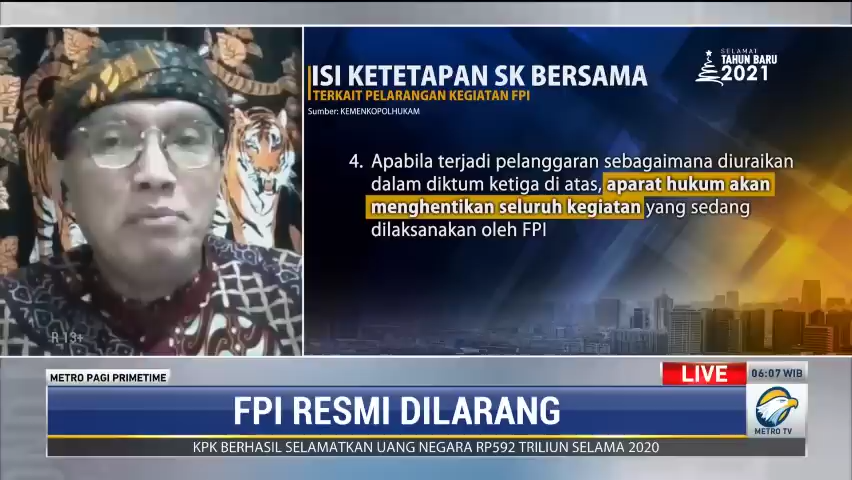 ISI KETETAPAN SK BERSAMA
TERKAIT PELARANGAN KEGIATAN FPI
Sumber: KEMENKOPOLHUKAM
SELAMAT
TAHUN BARU
2021
4. Apabila terjadi pelanggaran sebagaimana diuraikan
dalam diktum ketiga di atas, aparat hukum akan
menghentikan seluruh kegiatan yang sedang
dilaksanakan oleh FPI
R 13+
METRO PAGI PRIMETIME
LIVE
06:07 WIB
FPI RESMI DILARANG
METRO TV
KPK BERHASIL SELAMATKAN UANG NEGARA RP592 TRILIUN SELAMA 2020